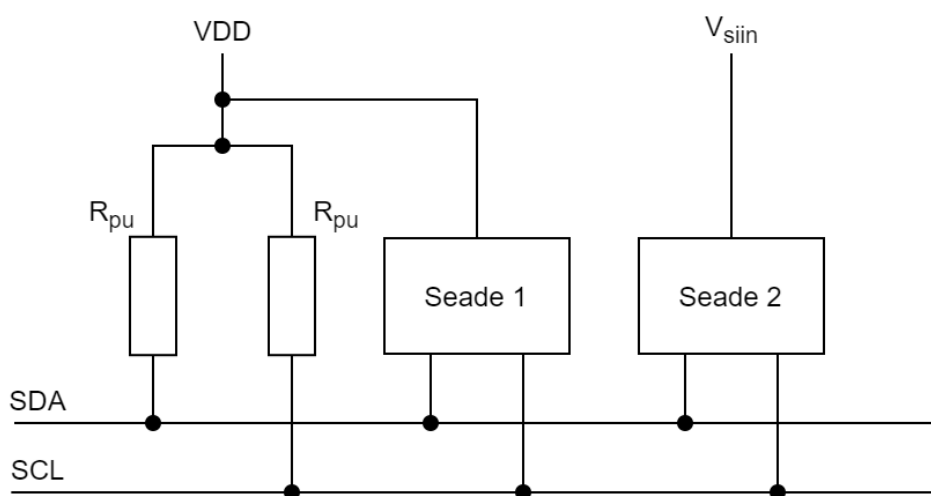 VDD
Vsiin
Rpu
Rpu
Seade 1
Seade 2
SDA
SCL